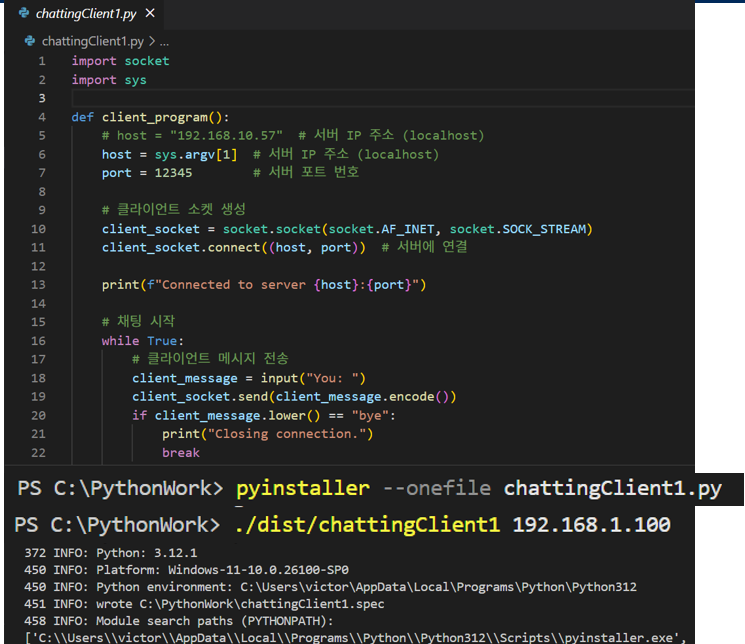 chattingClient1.py ×
chattingClient1.py > ...
1 import socket
2 import sys
3
4 def client_program():
5 # host = "192.168.10.57" # 서버 IP 주소 (localhost)
6 host = sys.argv[1] # 서버 IP 주소 (localhost)
7 port = 12345 # 서버 포트 번호
8
9 # 클라이언트 소켓 생성
10 client_socket = socket.socket(socket.AF_INET, socket.SOCK_STREAM)
11 client_socket.connect((host, port)) # 서버에 연결
12
13 print(f"Connected to server {host}:{port}")
14
15 # 채팅 시작
16 while True:
17 # 클라이언트 메시지 전송
18 client_message = input("You: ")
19 client_socket.send(client_message.encode())
20 if client_message.lower() == "bye":
21 print("Closing connection.")
22 break
PS C:\PythonWork> pyinstaller --onefile chattingClient1.py
PS C:\PythonWork> ./dist/chattingClient1 192.168.1.100
372 INFO: Python: 3.12.1
450 INFO: Platform: Windows-11-10.0.26100-SP0
450 INFO: Python environment: C:\Users\victor\AppData\Local\Programs\Python\Python312
451 INFO: wrote C:\PythonWork\chattingClient1.spec
458 INFO: Module search paths (PYTHONPATH):
['C:\\Users\\victor\\AppData\\Local\\Programs\\Python\\Python312\\Scripts\\pyinstaller.exe',